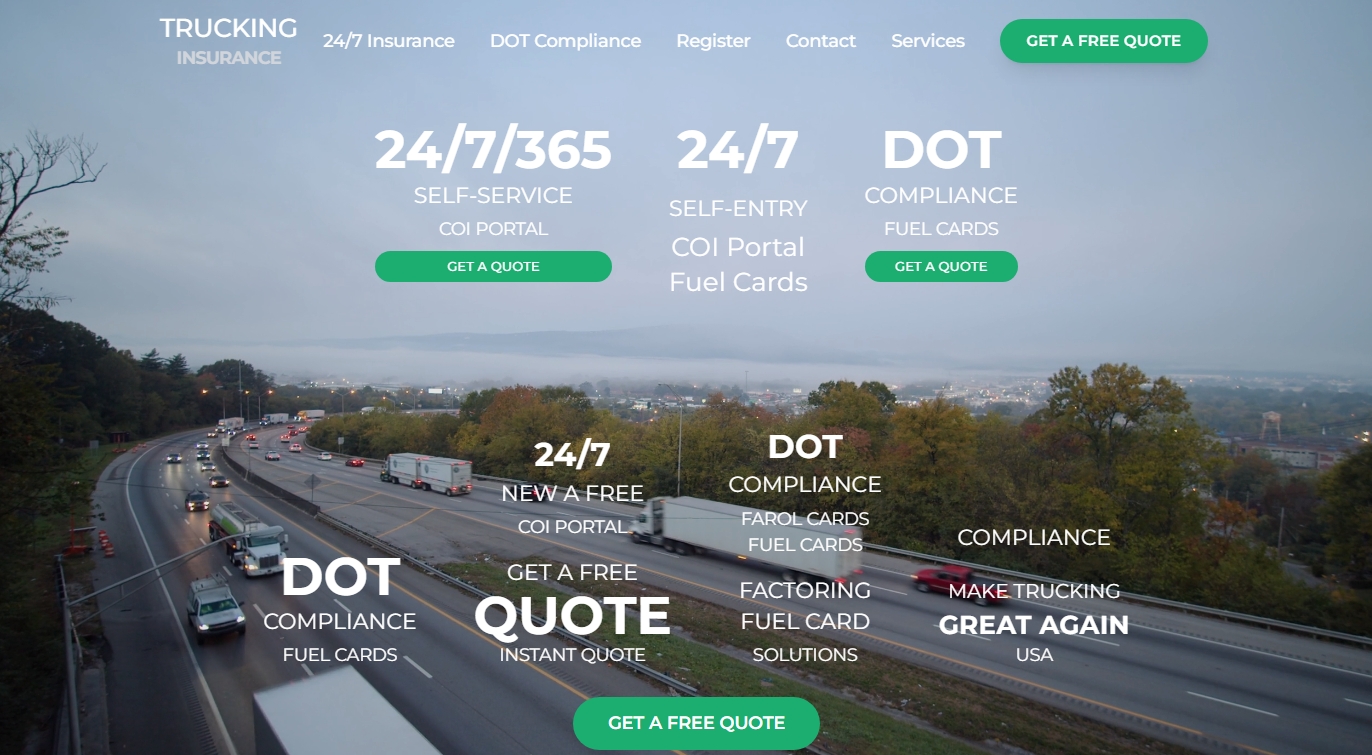 TRUCKING
INSURANCE
24/7 Insurance
DOT Compliance
Register
Contact
Services
GET A FREE QUOTE
24/7/365
SELF-SERVICE
COI PORTAL
GET A QUOTE
24/7
SELF-ENTRY
COI Portal
Fuel Cards
DOT
COMPLIANCE
FUEL CARDS
GET A QUOTE
DOT
COMPLIANCE
FUEL CARDS
24/7
NEW A FREE
COI PORTAL
GET A FREE
QUOTE
INSTANT QUOTE
DOT
COMPLIANCE
FAROL CARDS
FUEL CARDS
FACTORING
FUEL CARD
SOLUTIONS
COMPLIANCE
MAKE TRUCKING
GREAT AGAIN
USA
GET A FREE QUOTE